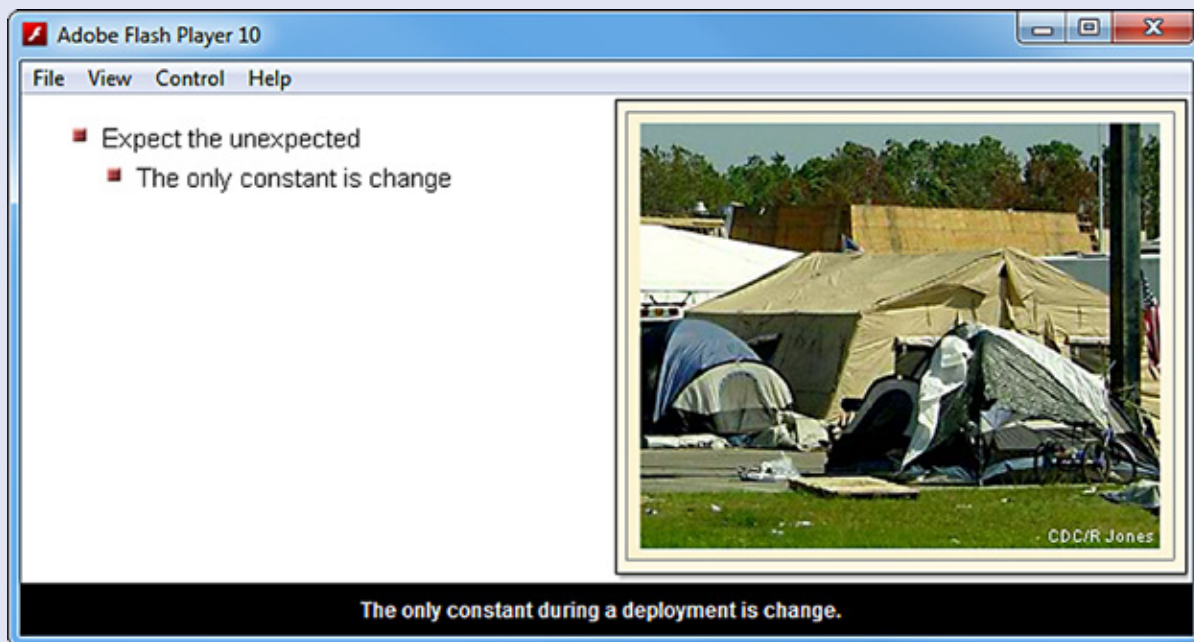 Adobe Flash Player 10
File View Control Help
Expect the unexpected
The only constant is change
CDC/R Jones
The only constant during a deployment is change.